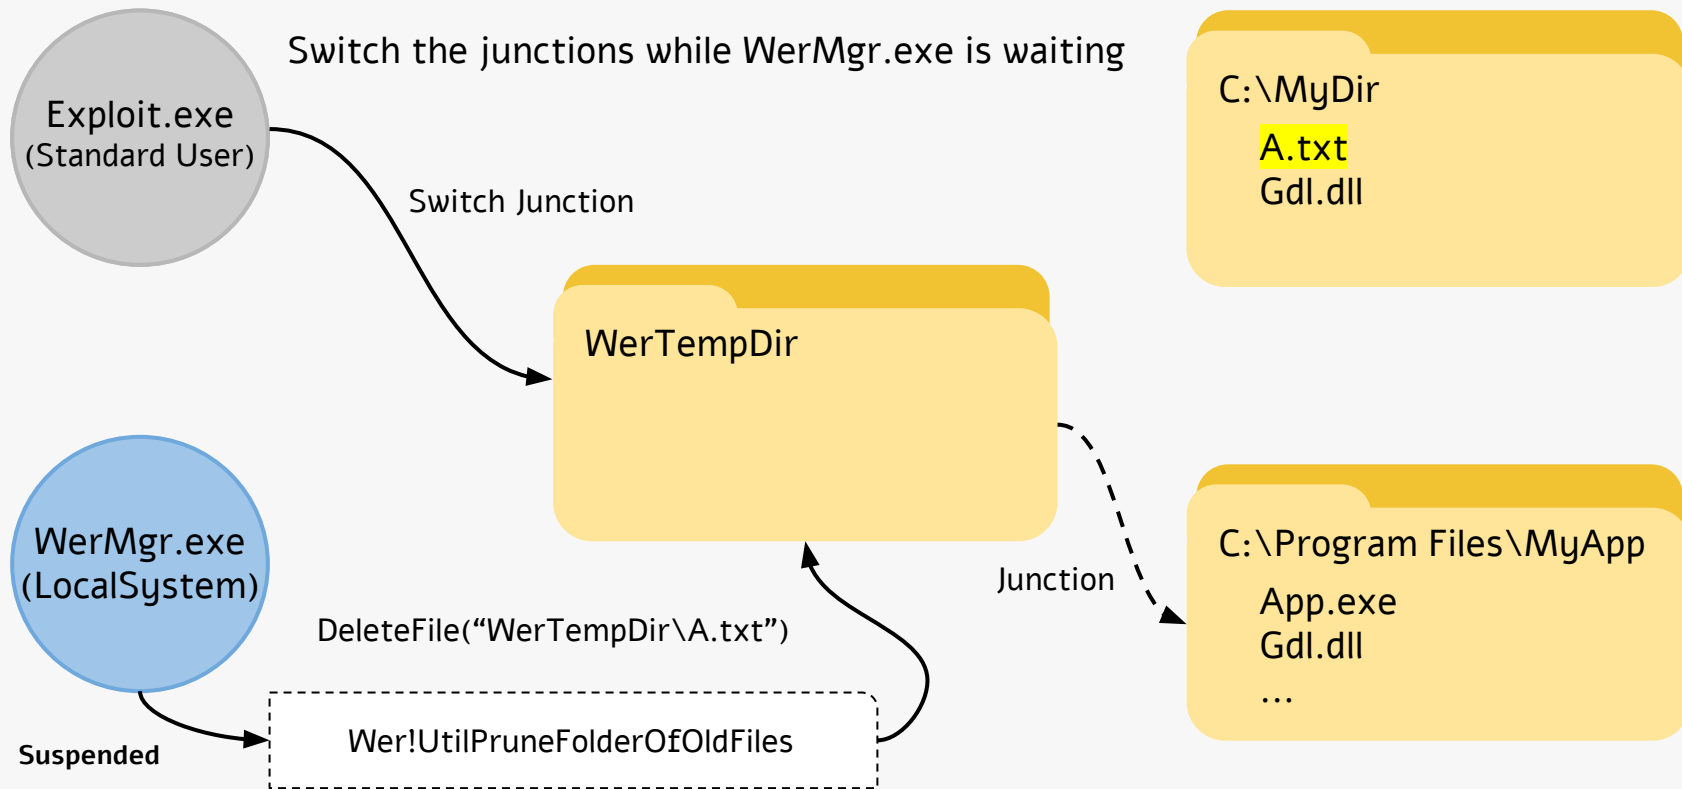 Switch the junctions while WerMgr.exe is waiting
Exploit.exe
(Standard User)
Switch Junction
C:\MyDir
A.txt
Gdl.dll
WerTempDir
WerMgr.exe
(LocalSystem)
Suspended
DeleteFile(“WerTempDir\A.txt”)
Wer!UtilPruneFolderOfOldFiles
Junction
C:\Program Files\MyApp
App.exe
Gdl.dll
...